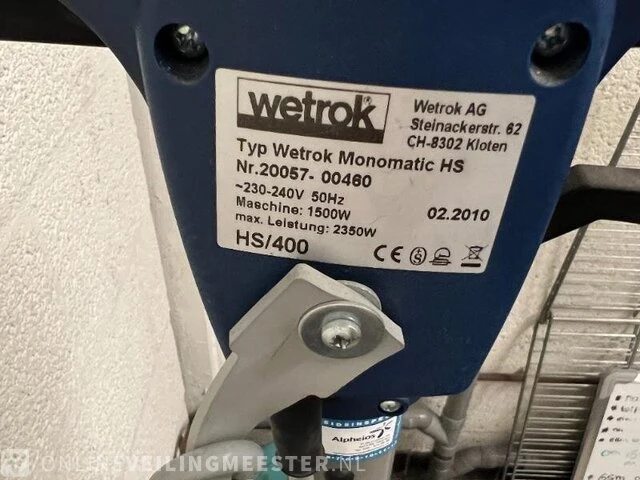 wetrok
Wetrok AG
Steinackerstr. 62
CH-8302 Kloten
Typ Wetrok Monomatic HS
Nr.20057- 00460
~230-240V 50Hz
Maschine: 1500W
02.2010
max. Leistung: 2350W
HS/400
CE
Alpheios
ONLINEVEILINGMEESTER.NL